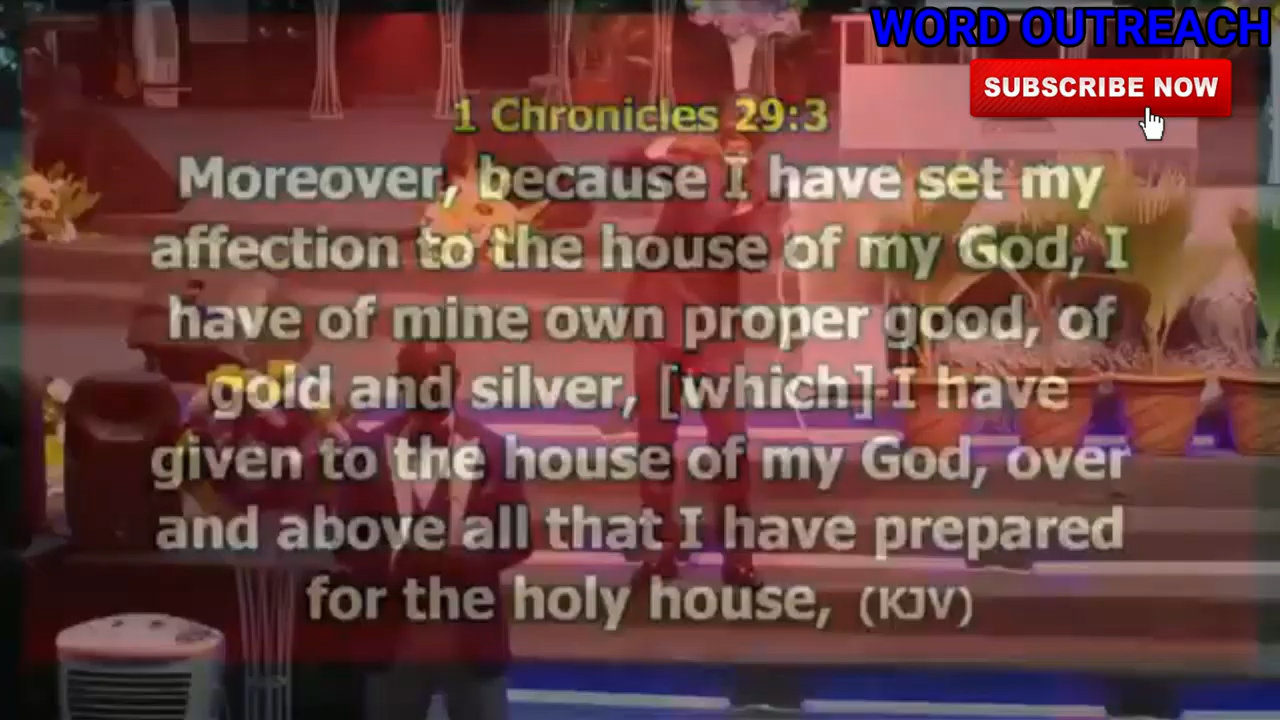 WORD OUTREACH
SUBSCRIBE NOW
1 Chronicles 29:3
Moreover, because I have set my
affection to the house of my God, I
have of mine own proper good, of
gold and silver, [which] I have
given to the house of my God, over
and above all that I have prepared
for the holy house, (KJV)